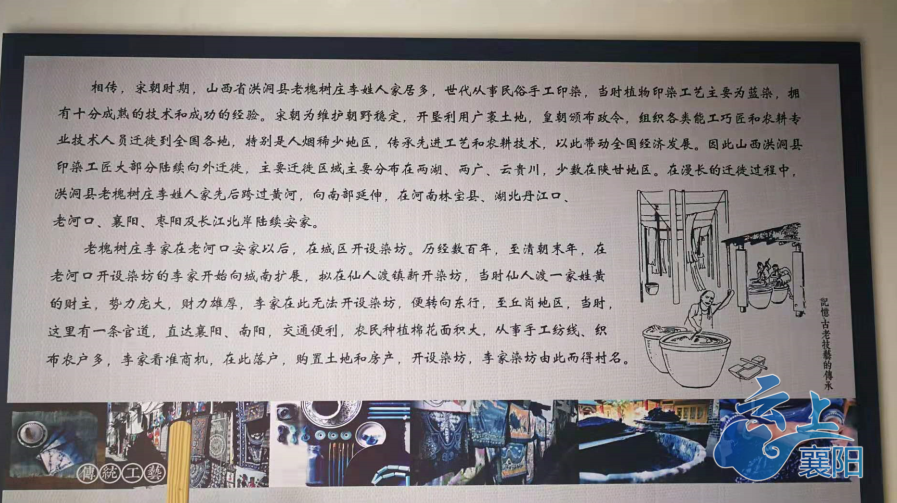 相传，宋朝时期，山西省洪洞县老槐树庄李姓人家居多，世代从事民俗手工印染，当时植物印染工艺主要为蓝染，拥
有十分成熟的技术和成功的经验。宋朝为维护朝野稳定，开垦利用广袤土地，皇朝颁布政令，组织各类能工巧匠和农耕专
业技术人员迁徙到全国各地，特别是人烟稀少地区，传承先进工艺和农耕技术，以此带动全国经济发展。因此山西洪洞县
印染工匠大部分陆续向外迁徙，主要迁徙区域主要分布在两湖、两广、云贵川，少数在陕甘地区。在漫长的迁徙过程中，
洪洞县老槐树庄李姓人家先后跨过黄河，向南部延伸，在河南林宝县、湖北丹江口、
老河口、襄阳、枣阳及长江北岸陆续安家。
老槐树庄李家在老河口安家以后，在城区开设染坊。历经数百年，至清朝末年，在
老河口开设染坊的李家开始向城南扩展，拟在仙人渡镇新开染坊，当时仙人渡一家姓黄
的财主，势力庞大，财力雄厚，李家在此无法开设染坊，便转向东行，至丘岗地区，当时，
这里有一条官道，直达襄阳、南阳，交通便利，农民种植棉花面积大，从事手工纺线、织
布农户多，李家看准商机，在此落户，购置土地和房产，开设染坊，李家染坊由此而得村名。
記憶古老技藝的傳承
傳統工藝
云上
襄阳